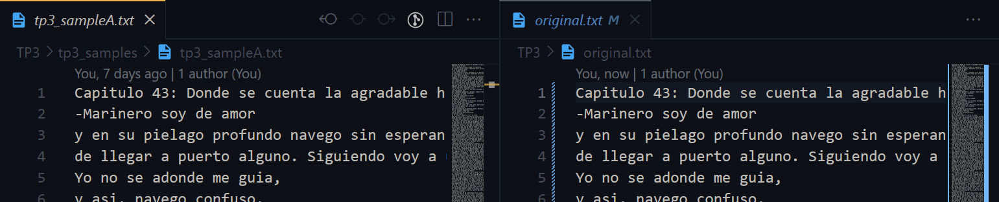 tp3_sampleA.txt
TP3 > tp3_samples > tp3_sampleA.txt
You, 7 days ago | 1 author (You)
1 Capitulo 43: Donde se cuenta la agradable h
2 -Marinero soy de amor
3 y en su pielago profundo navego sin esperan
4 de llegar a puerto alguno. Siguiendo voy a
5 Yo no se adonde me guia,
6 y asi, navego confuso,
original.txt M
TP3 > original.txt
You, now | 1 author (You)
1 Capitulo 43: Donde se cuenta la agradable h
2 -Marinero soy de amor
3 y en su pielago profundo navego sin esperan
4 de llegar a puerto alguno. Siguiendo voy a
5 Yo no se adonde me guia,
6 y asi, navego confuso,